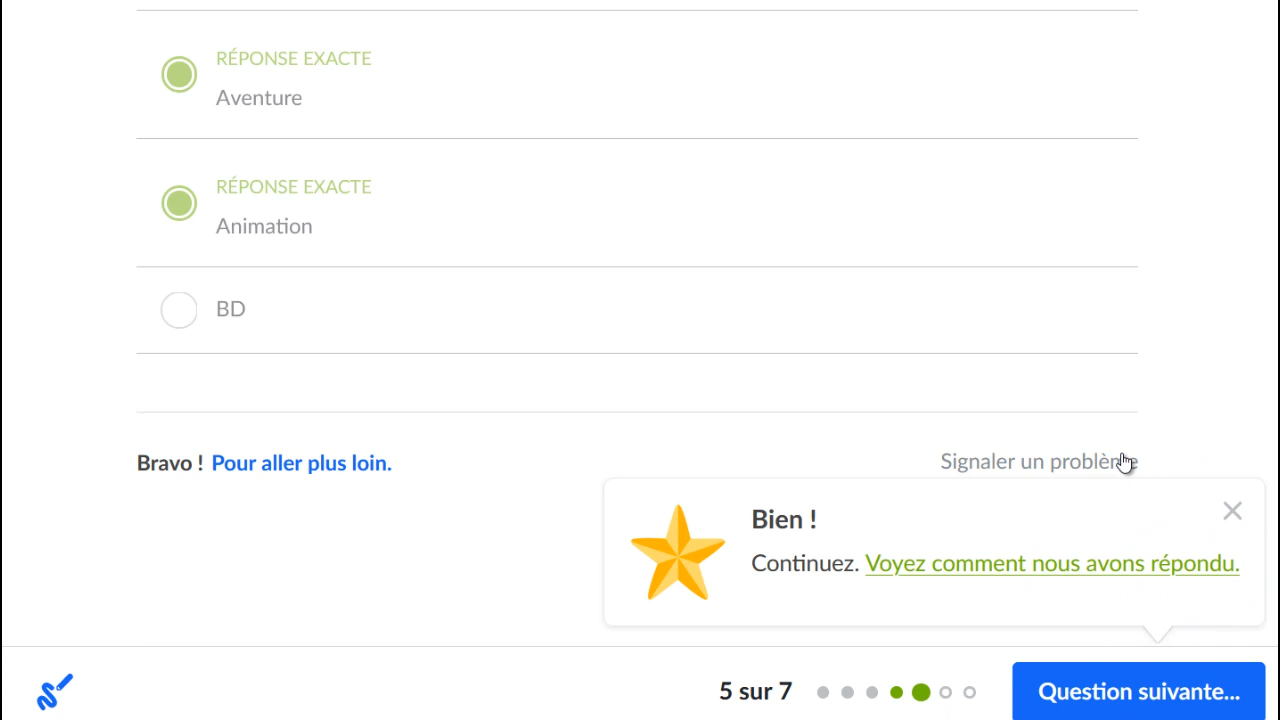 RÉPONSE EXACTE
Aventure
RÉPONSE EXACTE
Animation
BD
Bravo ! Pour aller plus loin.
Signaler un problème
Bien !
Continuez. Voyez comment nous avons répondu.
5 sur 7
Question suivante...